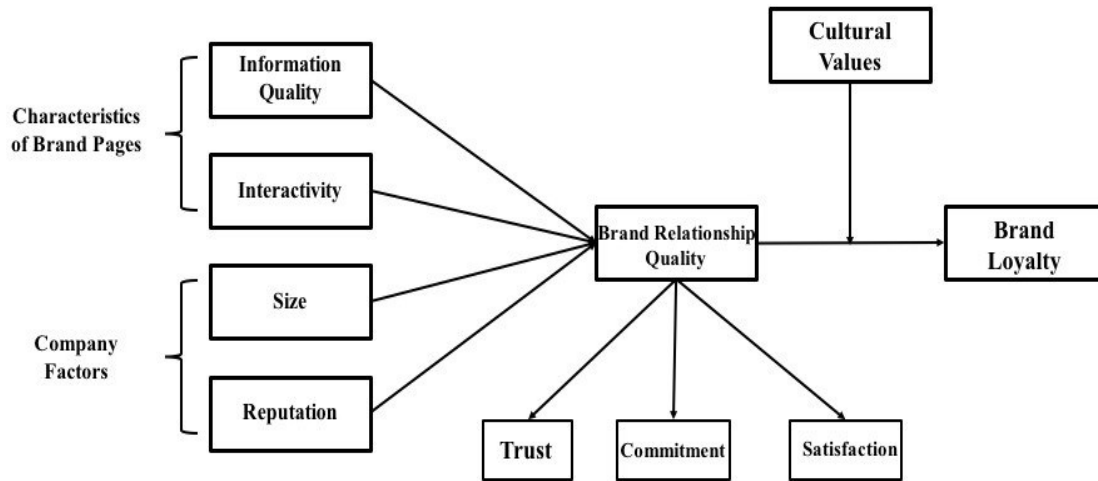 Cultural
Values
Information
Quality
Characteristics
of Brand Pages
Interactivity
Brand Relationship
Quality
Brand
Loyalty
Size
Company
Factors
Reputation
Trust
Commitment
Satisfaction